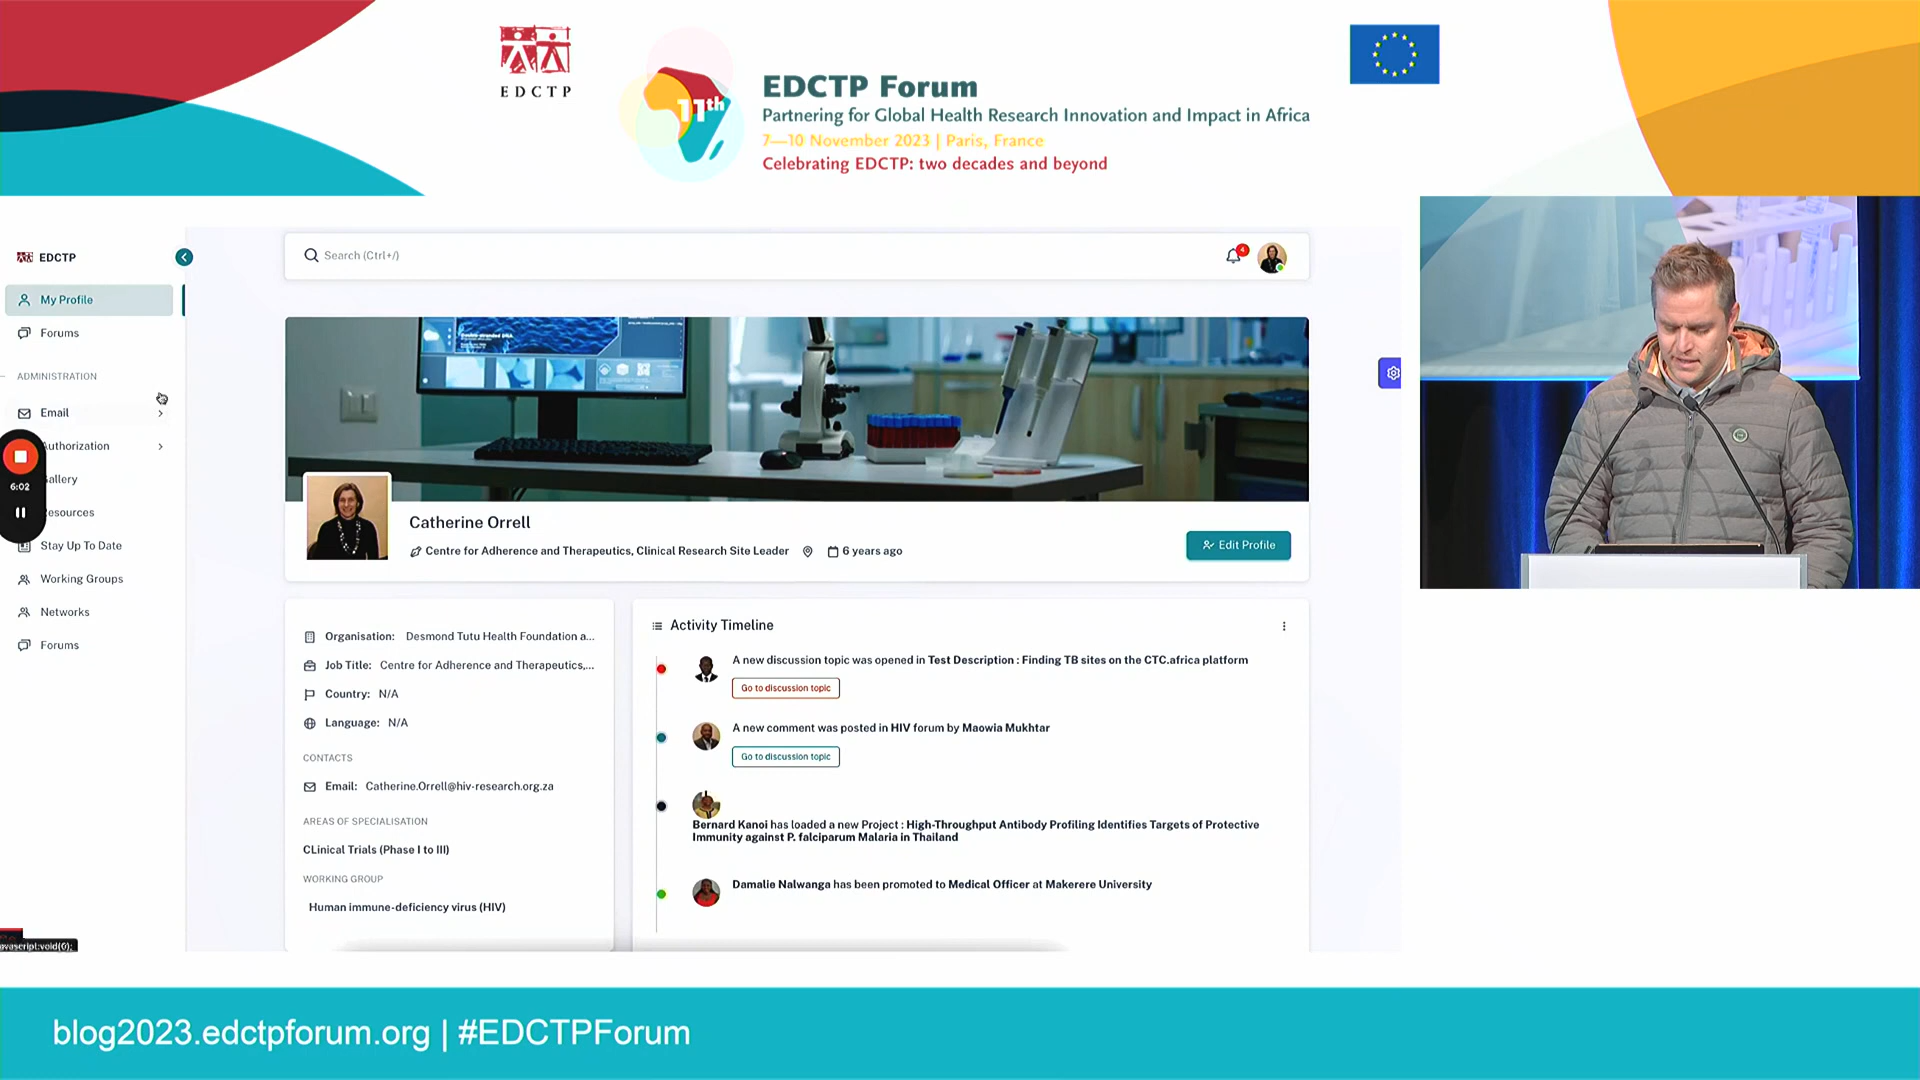 EDCTP
11th
EDCTP Forum
Partnering for Global Health Research Innovation and Impact in Africa
7—10 November 2023 | Paris, France
Celebrating EDCTP: two decades and beyond
EDCTP
Search (Ctrl+/)
4
My Profile
Forums
ADMINISTRATION
Email
Authorization
allery
esources
Stay Up To Date
Working Groups
Networks
Forums
6:02
Catherine Orrell
Centre for Adherence and Therapeutics, Clinical Research Site Leader
6 years ago
Edit Profile
Organisation: Desmond Tutu Health Foundation a...
Job Title: Centre for Adherence and Therapeutics,...
Country: N/A
Language: N/A
CONTACTS
Email: Catherine.Orrell@hiv-research.org.za
AREAS OF SPECIALISATION
CLinical Trials (Phase I to III)
WORKING GROUP
Human immune-deficiency virus (HIV)
Activity Timeline
A new discussion topic was opened in Test Description : Finding TB sites on the CTC.africa platform
Go to discussion topic
A new comment was posted in HIV forum by Maowia Mukhtar
Go to discussion topic
Bernard Kanoi has loaded a new Project : High-Throughput Antibody Profiling Identifies Targets of Protective
Immunity against P. falciparum Malaria in Thailand
Damalie Nalwanga has been promoted to Medical Officer at Makerere University
avascript:void(0);
blog2023.edctpforum.org | #EDCTPForum